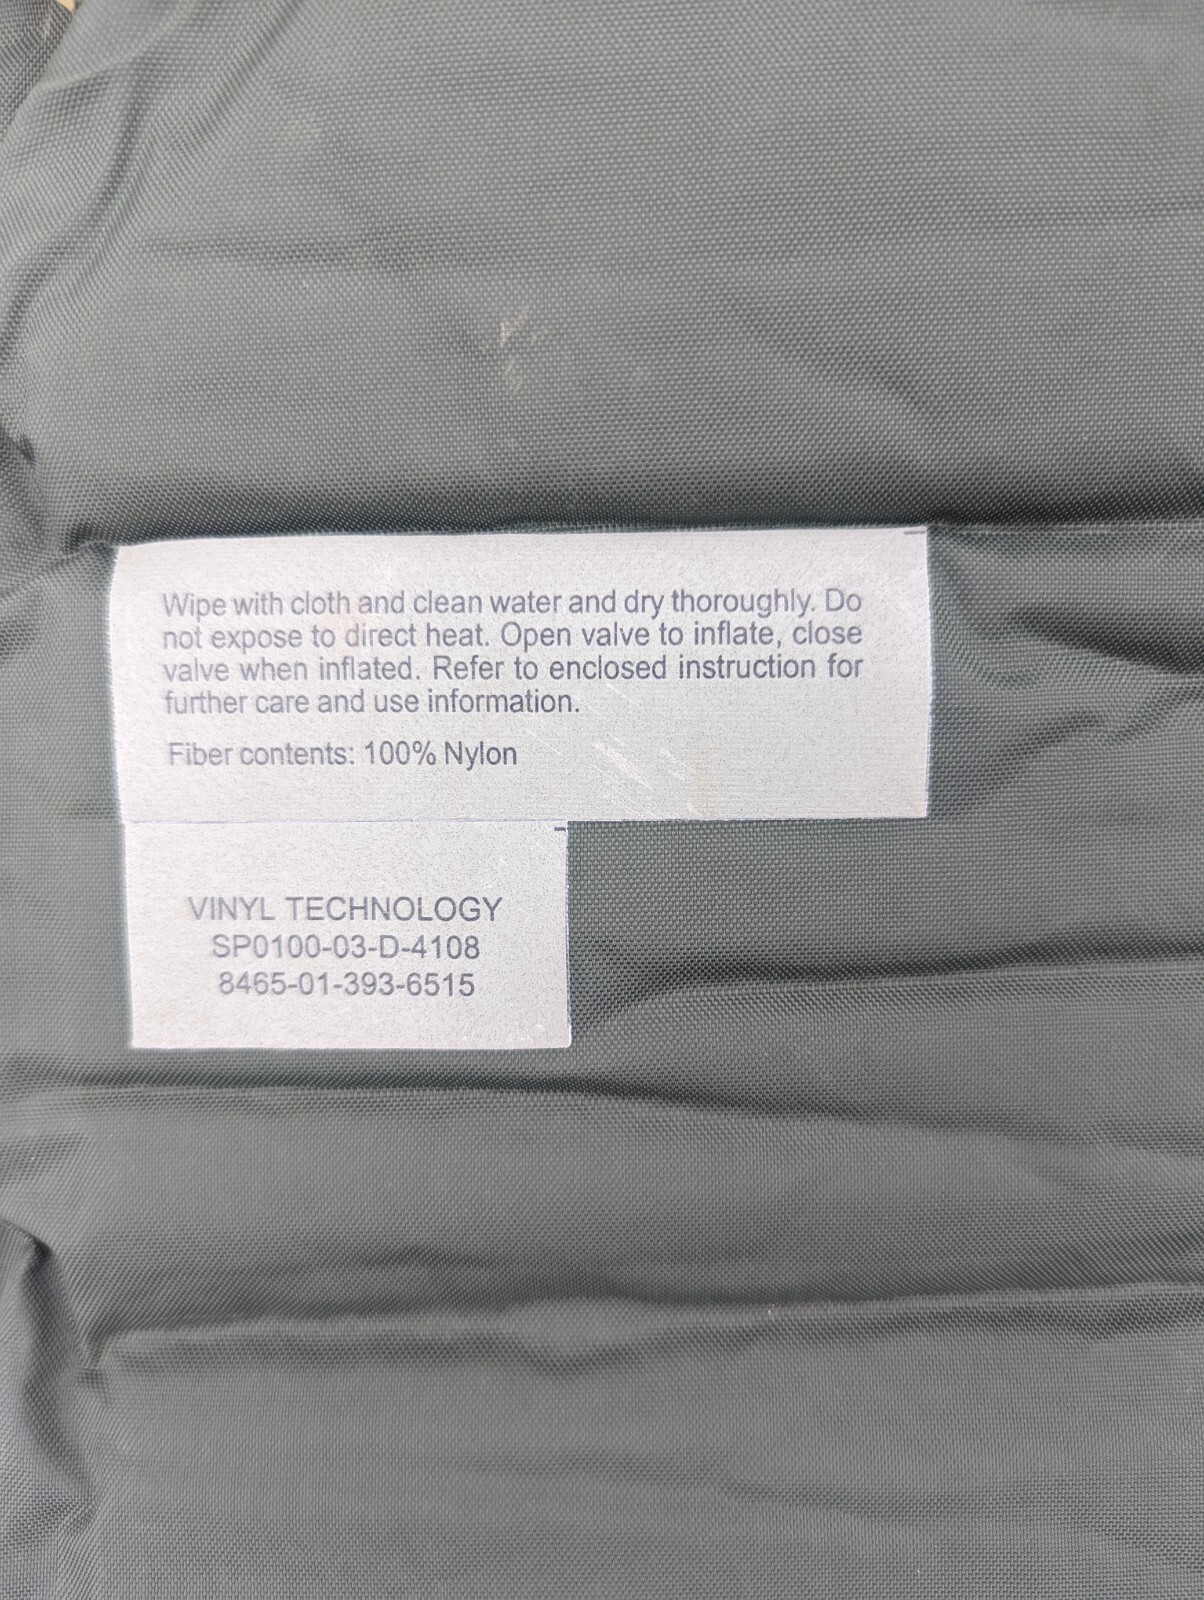 Wipe with cloth and clean water and dry thoroughly. Do
not expose to direct heat. Open valve to inflate, close
valve when inflated. Refer to enclosed instruction for
further care and use information.
Fiber contents: 100% Nylon
VINYL TECHNOLOGY
SP0100-03-D-4108
8465-01-393-6515